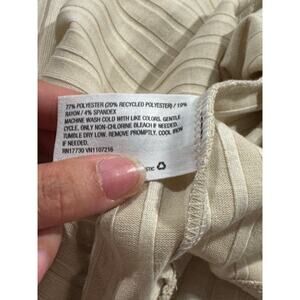 77% POLYESTER (20% RECYCLED POLYESTER) / 19%
RAYON / 4% SPANDEX
MACHINE WASH COLD WITH LIKE COLORS, GENTLE
CYCLE. ONLY NON-CHLORINE BLEACH IF NEEDED.
TUMBLE DRY LOW. REMOVE PROMPTLY. COOL IRON
IF NEEDED.
RN17730 VN1107216